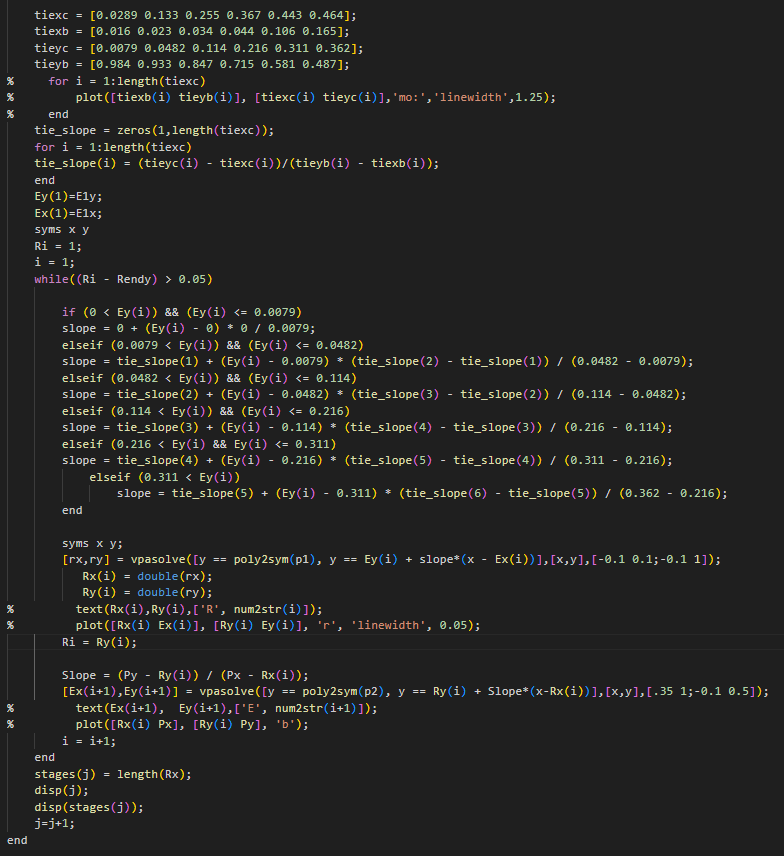 tiexc = [0.0289 0.133 0.255 0.367 0.443 0.464];
tiexb = [0.016 0.023 0.034 0.044 0.106 0.165];
tieyc = [0.0079 0.0482 0.114 0.216 0.311 0.362];
tieyb = [0.984 0.933 0.847 0.715 0.581 0.487];
% for i = 1:length(tiexc)
% plot([tiexb(i) tieyb(i)], [tiexc(i) tieyc(i)],'mo:','linewidth',1.25);
% end
tie_slope = zeros(1,length(tiexc));
for i = 1:length(tiexc)
tie_slope(i) = (tieyc(i) - tiexc(i))/(tieyb(i) - tiexb(i));
end
Ey(1)=E1y;
Ex(1)=E1x;
syms x y
Ri = 1;
i = 1;
while((Ri - Rendy) > 0.05)
if (0 < Ey(i)) && (Ey(i) <= 0.0079)
slope = 0 + (Ey(i) - 0) * 0 / 0.0079;
elseif (0.0079 < Ey(i)) && (Ey(i) <= 0.0482)
slope = tie_slope(1) + (Ey(i) - 0.0079) * (tie_slope(2) - tie_slope(1)) / (0.0482 - 0.0079);
elseif (0.0482 < Ey(i)) && (Ey(i) <= 0.114)
slope = tie_slope(2) + (Ey(i) - 0.0482) * (tie_slope(3) - tie_slope(2)) / (0.114 - 0.0482);
elseif (0.114 < Ey(i)) && (Ey(i) <= 0.216)
slope = tie_slope(3) + (Ey(i) - 0.114) * (tie_slope(4) - tie_slope(3)) / (0.216 - 0.114);
elseif (0.216 < Ey(i) && Ey(i) <= 0.311)
slope = tie_slope(4) + (Ey(i) - 0.216) * (tie_slope(5) - tie_slope(4)) / (0.311 - 0.216);
elseif (0.311 < Ey(i))
slope = tie_slope(5) + (Ey(i) - 0.311) * (tie_slope(6) - tie_slope(5)) / (0.362 - 0.216);
end
syms x y;
[rx,ry] = vpasolve([y == poly2sym(p1), y == Ey(i) + slope*(x - Ex(i))],[x,y],[-0.1 0.1;-0.1 1]);
Rx(i) = double(rx);
Ry(i) = double(ry);
% text(Rx(i),Ry(i),['R', num2str(i)]);
% plot([Rx(i) Ex(i)], [Ry(i) Ey(i)], 'r', 'linewidth', 0.05);
Ri = Ry(i);
Slope = (Py - Ry(i)) / (Px - Rx(i));
[Ex(i+1),Ey(i+1)] = vpasolve([y == poly2sym(p2), y == Ry(i) + Slope*(x-Rx(i))],[x,y],[.35 1;-0.1 0.5]);
% text(Ex(i+1), Ey(i+1),['E', num2str(i+1)]);
% plot([Rx(i) Px], [Ry(i) Py], 'b');
i = i+1;
end
stages(j) = length(Rx);
disp(j);
disp(stages(j));
j=j+1;
end